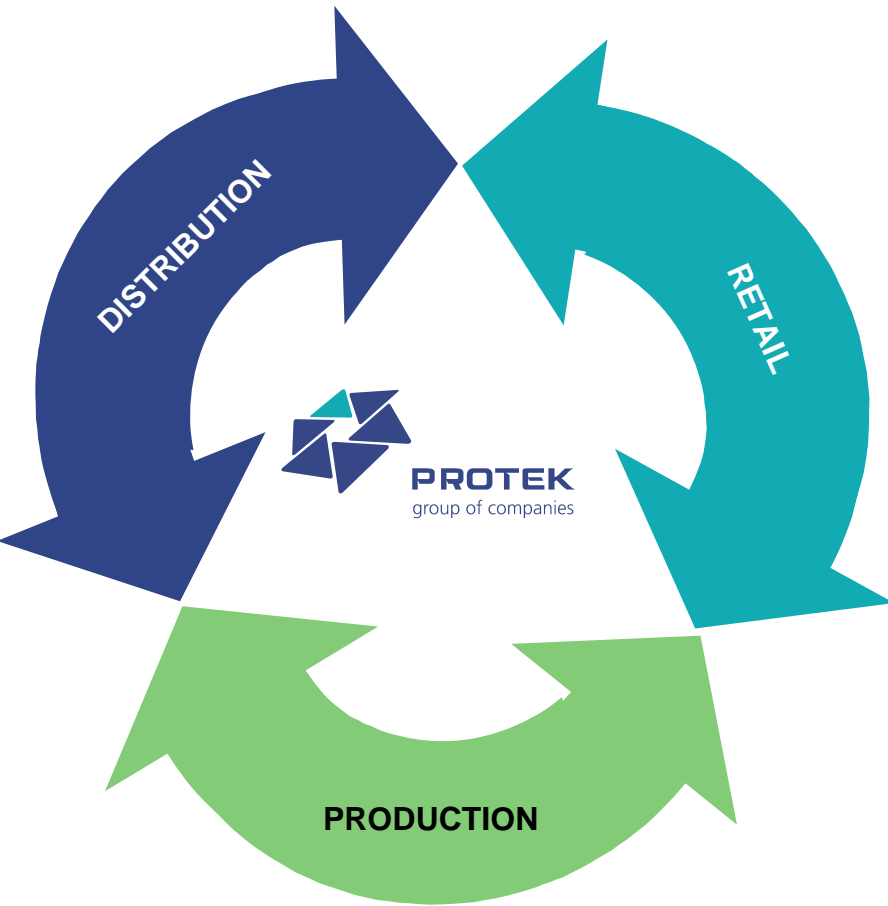 DISTRIBUTION
RETAIL
PROTEK
group of companies
PRODUCTION